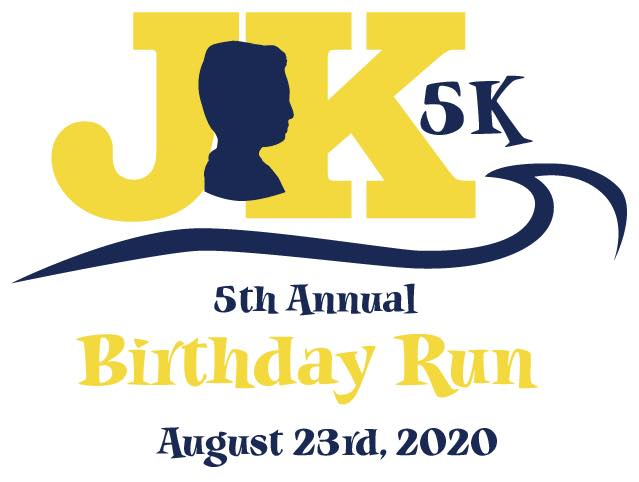 JK
5K
5th Annual
Birthday Run
August 23rd, 2020